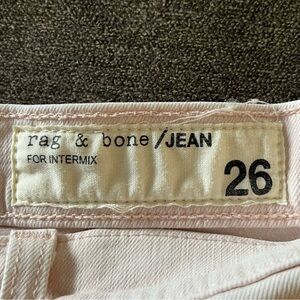 rag & bone/JEAN
FOR INTERMIX
26